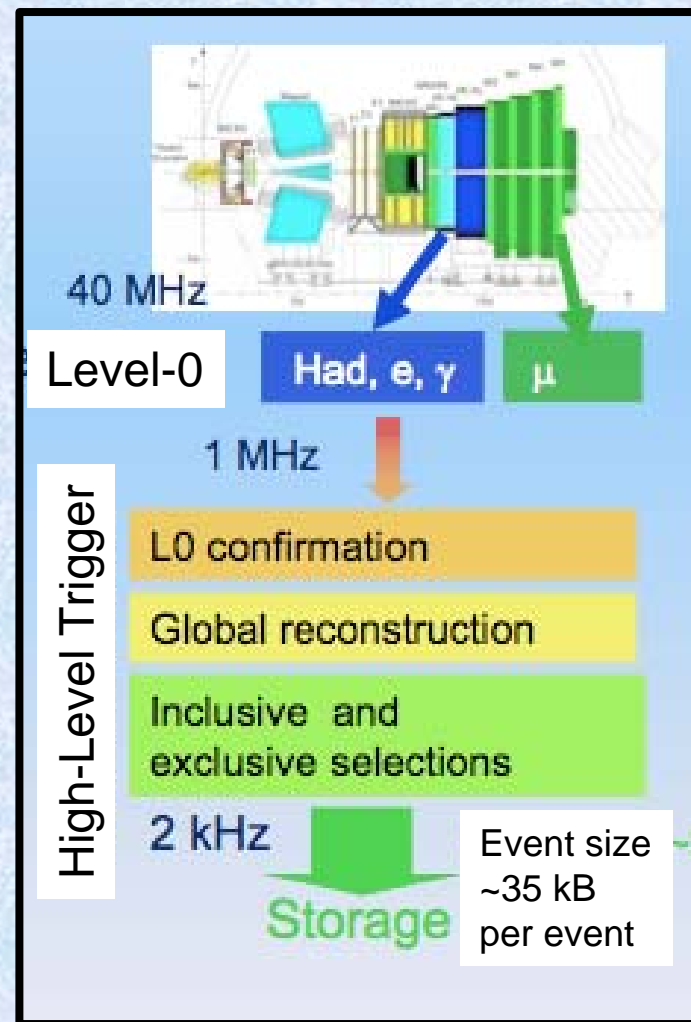 40 MHz
Level-0
Had, e, γ
μ
1 MHz
High-Level Trigger
L0 confirmation
Global reconstruction
Inclusive and
exclusive selections
2 kHz
Storage
Event size
~35 kB
per event